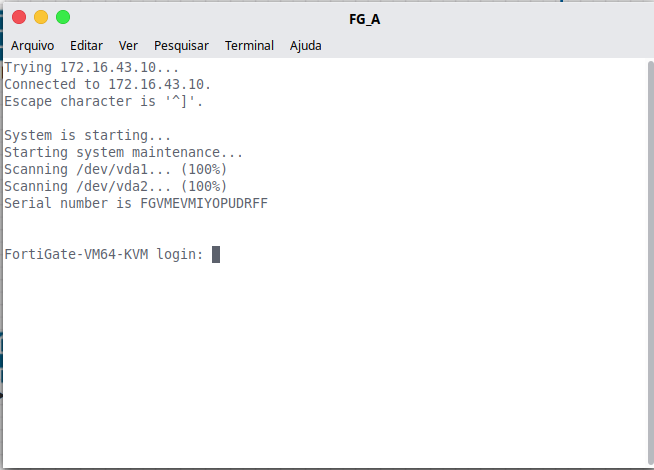 FG_A
Arquivo Editar Ver Pesquisar Terminal Ajuda
Trying 172.16.43.10...
Connected to 172.16.43.10.
Escape character is '^]'.
System is starting...
Starting system maintenance...
Scanning /dev/vda1... (100%)
Scanning /dev/vda2... (100%)
Serial number is FGVMEVMIYOPUDRFF
FortiGate-VM64-KVM login: